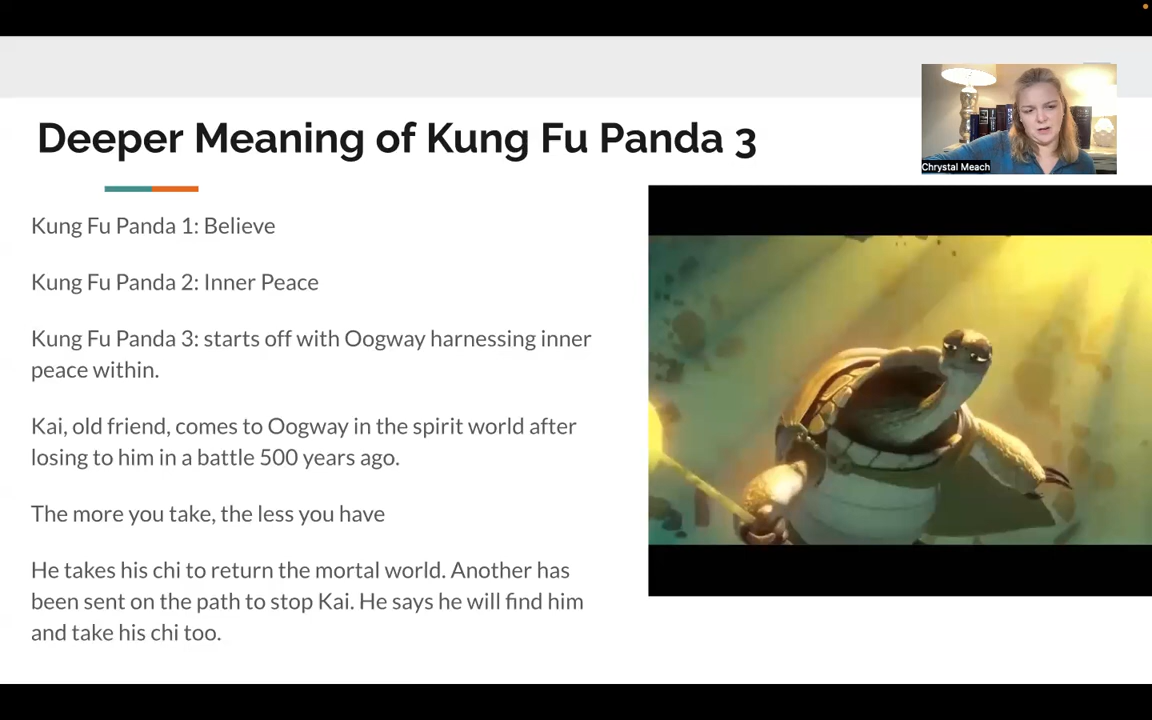 Deeper Meaning of Kung Fu Panda 3
Chrystal Meach
Kung Fu Panda 1: Believe
Kung Fu Panda 2: Inner Peace
Kung Fu Panda 3: starts off with Oogway harnessing inner
peace within.
Kai, old friend, comes to Oogway in the spirit world after
losing to him in a battle 500 years ago.
The more you take, the less you have
He takes his chi to return the mortal world. Another has
been sent on the path to stop Kai. He says he will find him
and take his chi too.